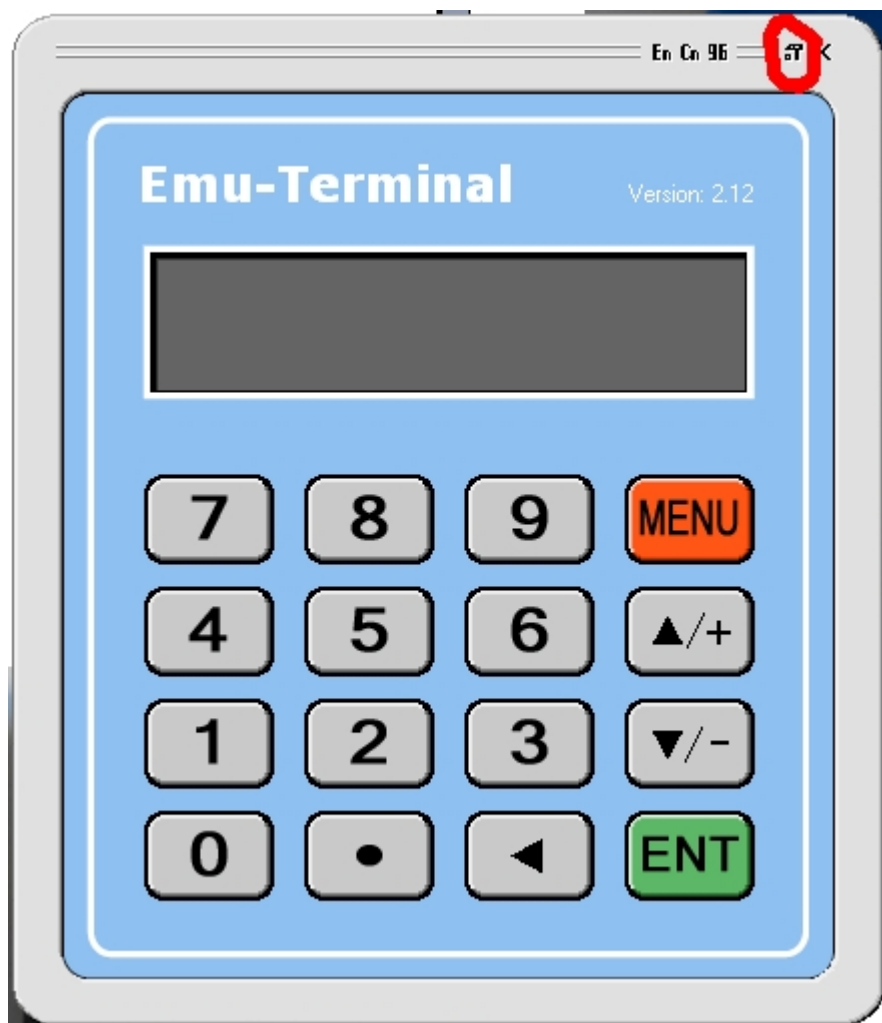 En Cn 96
Emu-Terminal
Version: 2.12
7 8 9 MENU
4 5 6 ▲/+
1 2 3 ▼/-
0 • ◀ ENT